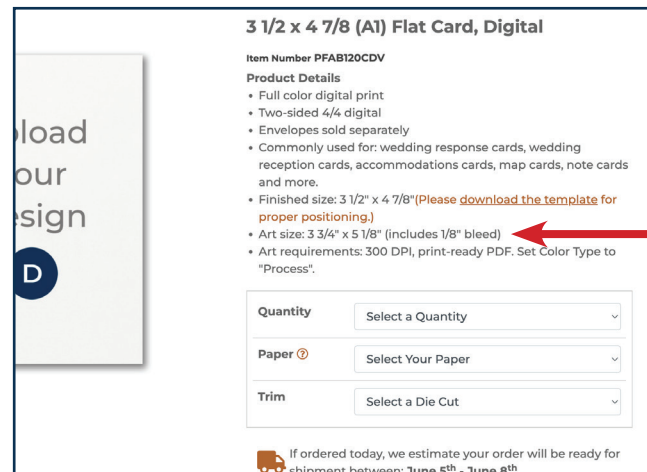 3 1/2 x 4 7/8 (A1) Flat Card, Digital
Item Number PFAB120CDV
Product Details
• Full color digital print
• Two-sided 4/4 digital
• Envelopes sold separately
• Commonly used for: wedding response cards, wedding
reception cards, accommodations cards, map cards, note cards
and more.
• Finished size: 3 1/2" x 4 7/8"(Please download the template for
proper positioning.)
• Art size: 3 3/4" x 5 1/8" (includes 1/8" bleed)
• Art requirements: 300 DPI, print-ready PDF. Set Color Type to
"Process".
load
our
sign
D
Quantity Select a Quantity
Paper ? Select Your Paper
Trim Select a Die Cut
If ordered today, we estimate your order will be ready for
shipment between: June 5th - June 8th